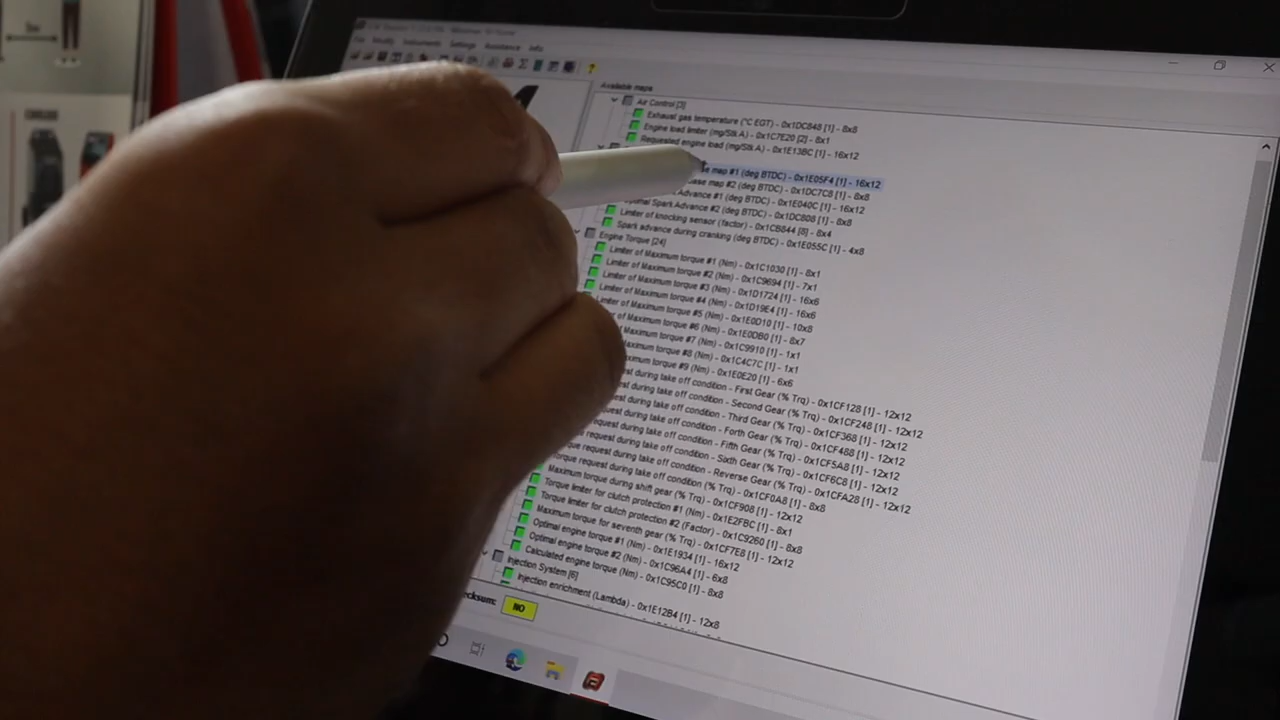 Modify Instruments Settings Assistance Info
Available maps
Air Control [3]
Exhaust gas temperature (°C EGT) - 0x1DC848 [1] - 8x8
Engine load limiter (mg/Stk A) - 0x1C7E20 [2] - 8x1
Requested engine load (mg/Stk A) - 0x1E13BC [1] - 16x12
map #1 (deg BTDC) - 0x1E05F4 [1] - 16x12
base map #2 (deg BTDC) - 0x1DC7C8 [1] - 8x8
Advance #1 (deg BTDC) - 0x1E040C [1] - 16x12
Spark Advance #2 (deg BTDC) - 0x1DC808 [1] - 8x8
Limiter of knocking sensor (factor) - 0x1CB844 [8] - 8x4
Spark advance during cranking (deg BTDC) - 0x1E055C [1] - 4x8
Engine Torque [24]
Limiter of Maximum torque #1 (Nm) - 0x1C1030 [1] - 8x1
Limiter of Maximum torque #2 (Nm) - 0x1C9694 [1] - 7x1
Limiter of Maximum torque #3 (Nm) - 0x1D1724 [1] - 16x6
Limiter of Maximum torque #4 (Nm) - 0x1D19E4 [1] - 16x6
Limiter of Maximum torque #5 (Nm) - 0x1E0D10 [1] - 10x8
of Maximum torque #6 (Nm) - 0x1E0DB0 [1] - 8x7
Maximum torque #7 (Nm) - 0x1C9910 [1] - 1x1
torque #8 (Nm) - 0x1C4C7C [1] - 1x1
torque #9 (Nm) - 0x1E0E20 [1] - 6x6
during take off condition - First Gear (% Trq) - 0x1CF128 [1] - 12x12
during take off condition - Second Gear (% Trq) - 0x1CF248 [1] - 12x12
during take off condition - Third Gear (% Trq) - 0x1CF368 [1] - 12x12
request during take off condition - Forth Gear (% Trq) - 0x1CF488 [1] - 12x12
request during take off condition - Fifth Gear (% Trq) - 0x1CF5A8 [1] - 12x12
request during take off condition - Sixth Gear (% Trq) - 0x1CF6C8 [1] - 12x12
request during take off condition - Reverse Gear (% Trq) - 0x1CFA28 [1] - 12x12
Torque request during take off condition (% Trq) - 0x1CF0A8 [1] - 8x8
Maximum torque during shift gear (% Trq) - 0x1CF908 [1] - 12x12
Torque limiter for clutch protection #1 (Nm) - 0x1E2FBC [1] - 8x1
Torque limiter for clutch protection #2 (Factor) - 0x1C9260 [1] - 8x8
Maximum torque for seventh gear (% Trq) - 0x1CF7E8 [1] - 12x12
Optimal engine torque #1 (Nm) - 0x1E1934 [1] - 16x12
Optimal engine torque #2 (Nm) - 0x1C96A4 [1] - 6x8
Calculated engine torque (Nm) - 0x1C95C0 [1] - 8x8
Injection System [6]
Injection enrichment (Lambda) - 0x1E12B4 [1] - 12x8
NO